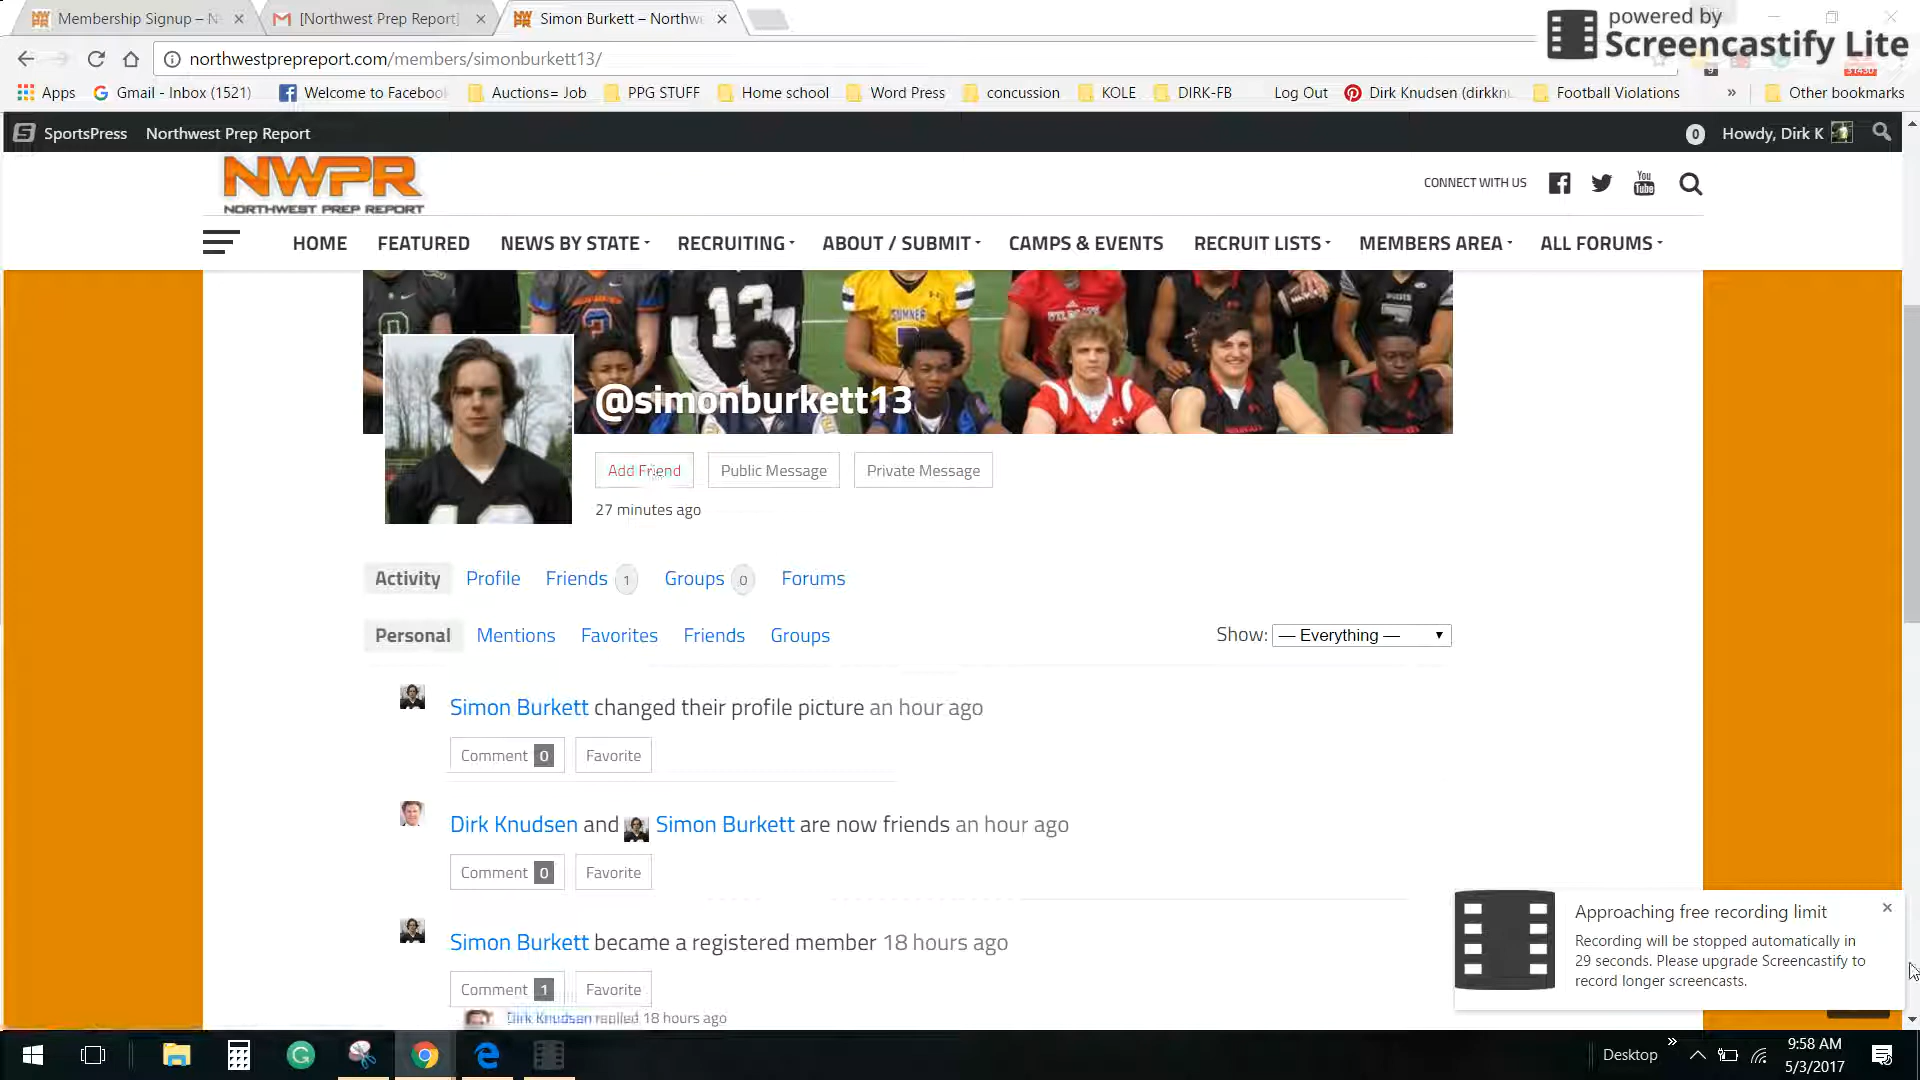 Membership Signup – N
[Northwest Prep Report]
Simon Burkett – Northwe
powered by
Screencastify Lite
northwestprepreport.com/members/simonburkett13/
Apps
Gmail - Inbox (1521)
Welcome to Facebook
Auctions= Job
PPG STUFF
Home school
Word Press
concussion
KOLE
DIRK-FB
Log Out
Dirk Knudsen (dirkknu
Football Violations
»
Other bookmarks
SportsPress
Northwest Prep Report
0
Howdy, Dirk K
NWPR
NORTHWEST PREP REPORT
CONNECT WITH US
You Tube
HOME
FEATURED
NEWS BY STATE
RECRUITING
ABOUT / SUBMIT
CAMPS & EVENTS
RECRUIT LISTS
MEMBERS AREA
ALL FORUMS
13
SUMNER
@simonburkett13
Add Friend
Public Message
Private Message
27 minutes ago
Activity
Profile
Friends 1
Groups 0
Forums
Personal
Mentions
Favorites
Friends
Groups
Show: — Everything —
Simon Burkett changed their profile picture an hour ago
Comment 0
Favorite
Dirk Knudsen and Simon Burkett are now friends an hour ago
Comment 0
Favorite
Simon Burkett became a registered member 18 hours ago
Comment 1
Favorite
Dirk Knudsen replied 18 hours ago
Approaching free recording limit
Recording will be stopped automatically in
29 seconds. Please upgrade Screencastify to
record longer screencasts.
Desktop
»
9:58 AM
5/3/2017